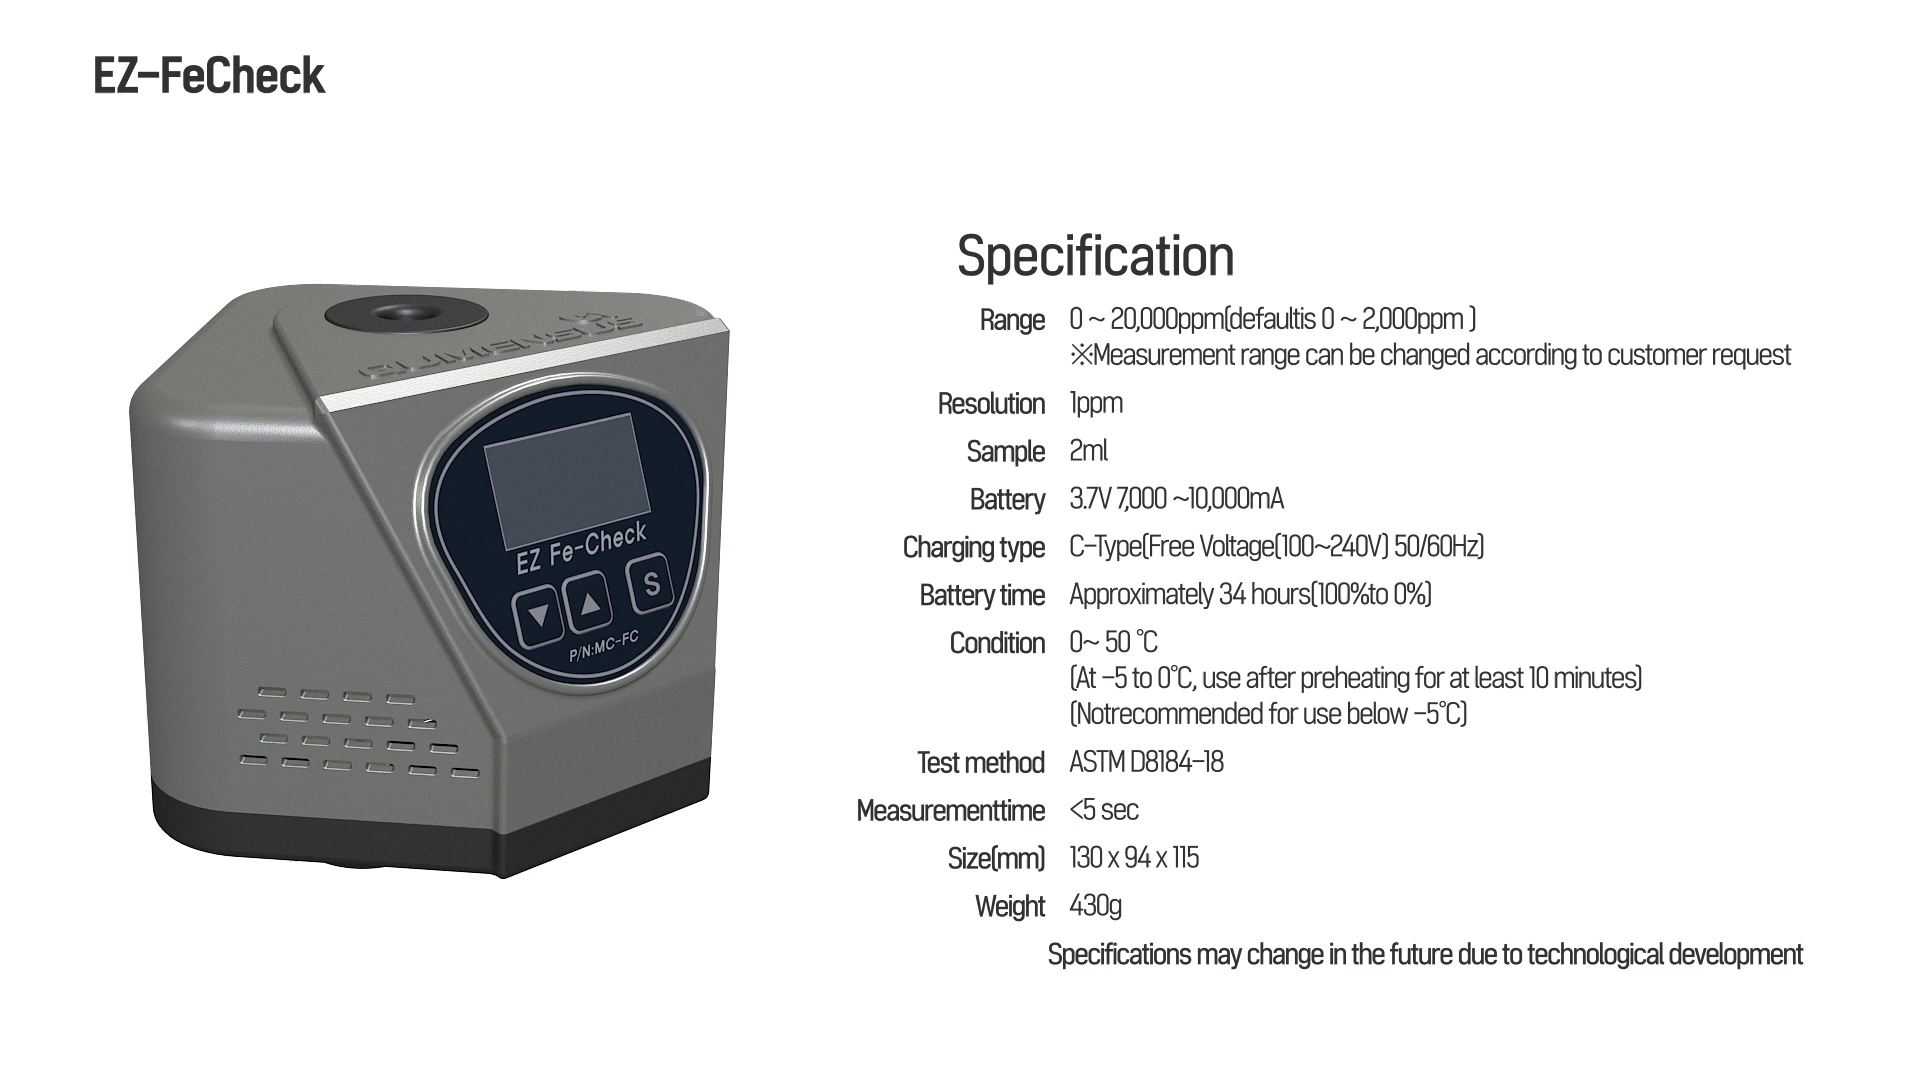 EZ-FeCheck
EZ Fe-Check
▼ ▲ S
P/N:MC-FC
Specification
Range 0 ~ 20,000ppm(defaultis 0 ~ 2,000ppm )
※Measurement range can be changed according to customer request
Resolution 1ppm
Sample 2ml
Battery 3.7V 7,000 ~10,000mA
Charging type C-Type(Free Voltage(100~240V) 50/60Hz)
Battery time Approximately 34 hours(100%to 0%)
Condition 0~ 50 ℃
(At -5 to 0℃, use after preheating for at least 10 minutes)
(Notrecommended for use below -5℃)
Test method ASTM D8184-18
Measurementtime <5 sec
Size(mm) 130 x 94 x 115
Weight 430g
Specifications may change in the future due to technological development